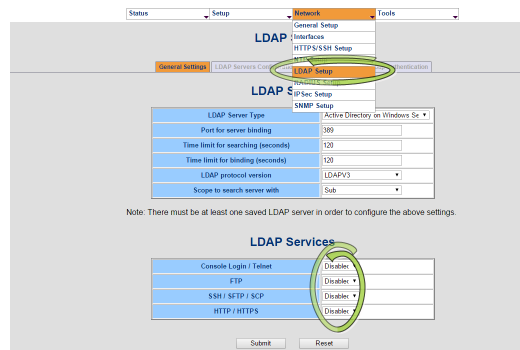 Status Setup Network Tools
General Setup
Interfaces
HTTPS/SSH Setup
LDAP Setup
IPSec Setup
SNMP Setup
LDAP
General Settings LDAP Servers
LDAP S
LDAP Server Type Active Directory on Windows Se
Port for server binding 389
Time limit for searching (seconds) 120
Time limit for binding (seconds) 120
LDAP protocol version LDAPV3
Scope to search server with Sub
Note: There must be at least one saved LDAP server in order to configure the above settings.
LDAP Services
Console Login / Telnet Disablec
FTP Disablec
SSH / SFTP / SCP Disablec
HTTP / HTTPS Disablec
Submit Reset